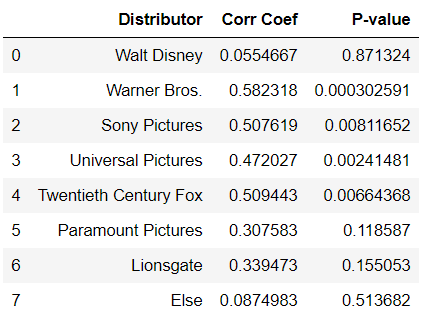 Distributor Corr Coef P-value
0 Walt Disney 0.0554667 0.871324
1 Warner Bros. 0.582318 0.000302591
2 Sony Pictures 0.507619 0.00811652
3 Universal Pictures 0.472027 0.00241481
4 Twentieth Century Fox 0.509443 0.00664368
5 Paramount Pictures 0.307583 0.118587
6 Lionsgate 0.339473 0.155053
7 Else 0.0874983 0.513682